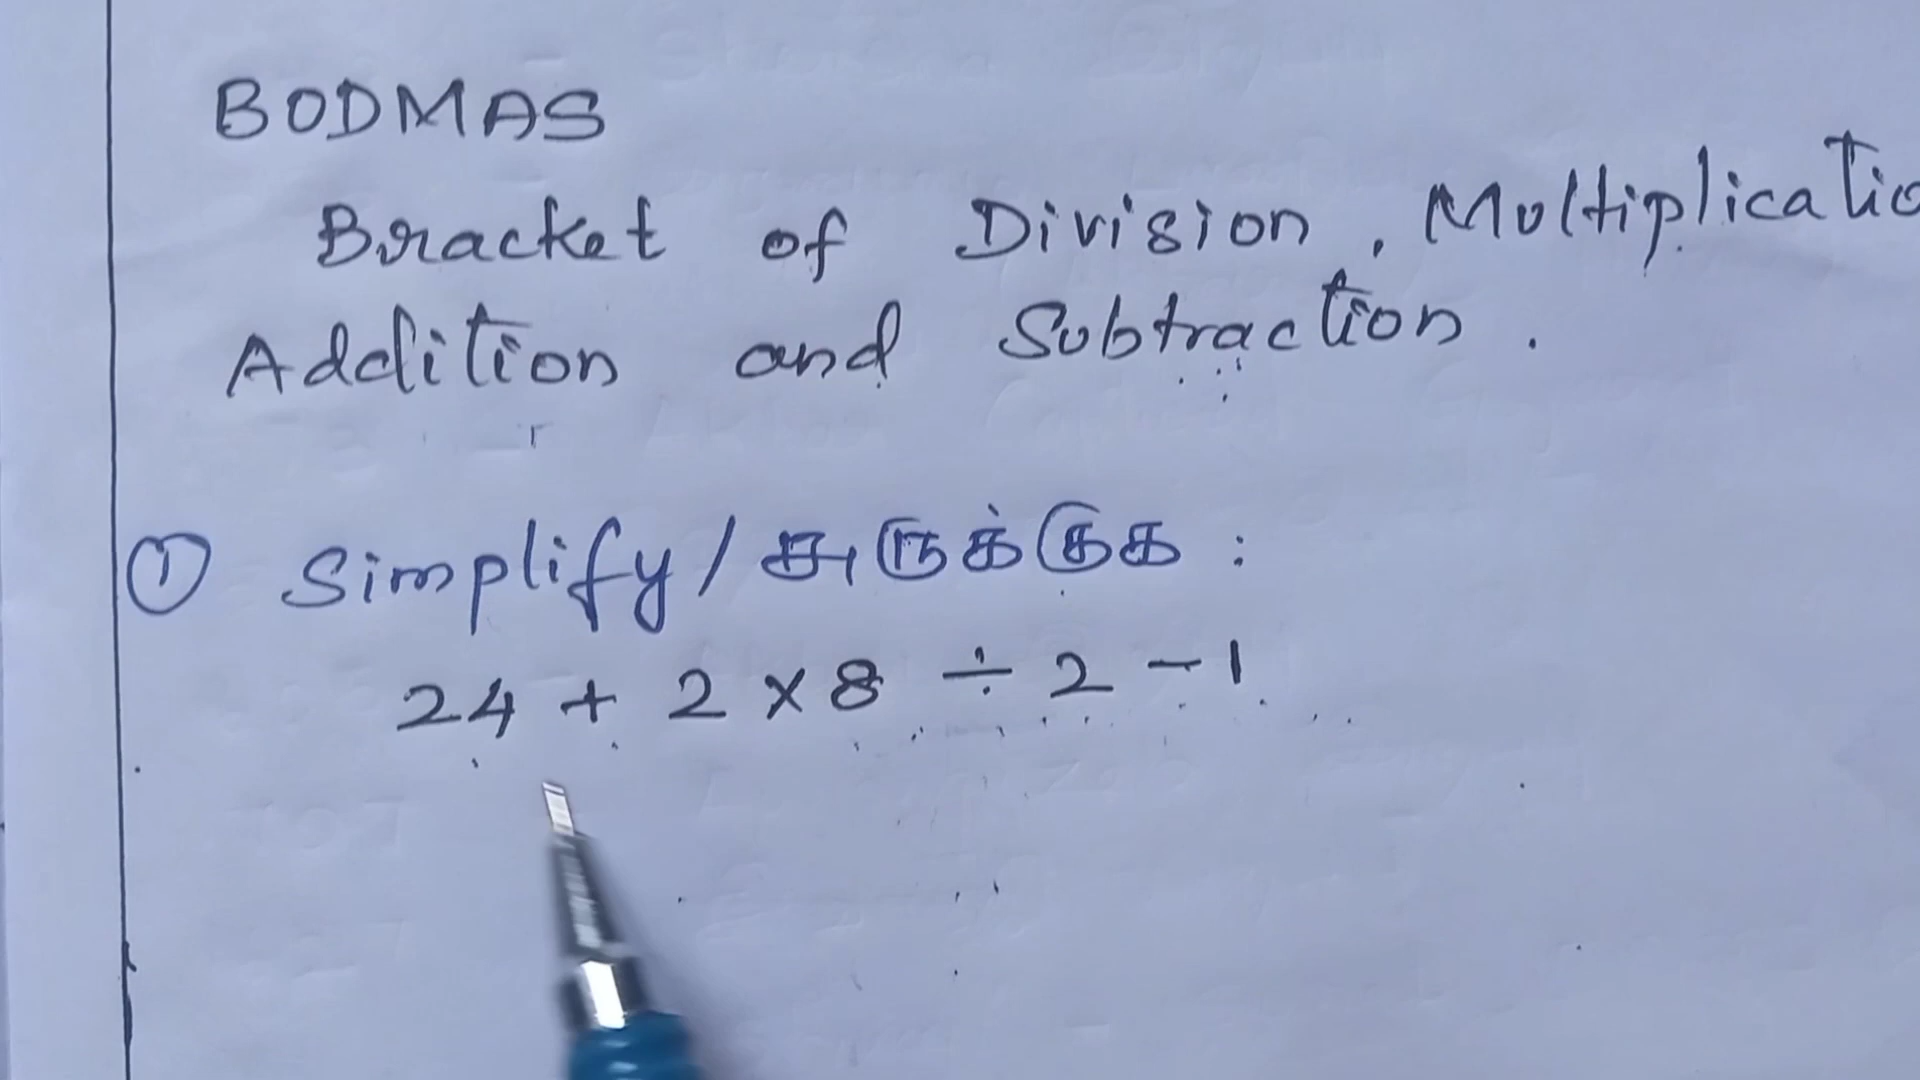 BODMAS
Bracket of Division, Multiplicatio
Addition and Subtraction.
① Simplify / சுருக்குக :
24 + 2 × 8 ÷ 2 - 1